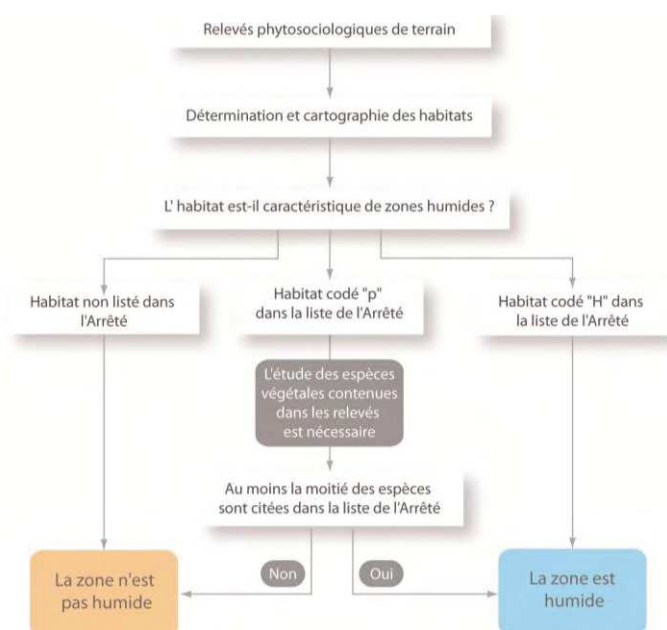 Relevés phytosociologiques de terrain
Détermination et cartographie des habitats
L' habitat est-il caractéristique de zones humides ?
Habitat non listé dans
l'Arrêté
Habitat codé "p"
dans la liste de l'Arrêté
Habitat codé "H" dans
la liste de l'Arrêté
L'étude des espèces
végétales contenues
dans les relevés
est nécessaire
Au moins la moitié des espèces
sont citées dans la liste de l'Arrêté
Non
Oui
La zone n'est
pas humide
La zone est
humide